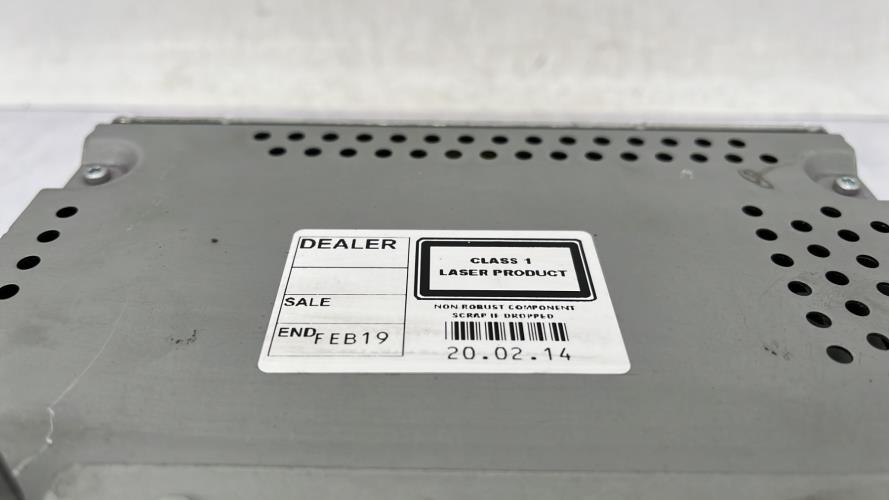 DEALER
SALE
END FEB19
CLASS 1
LASER PRODUCT
NON ROBUST COMPONENT
SCRAP IF DROPPED
20.02.14